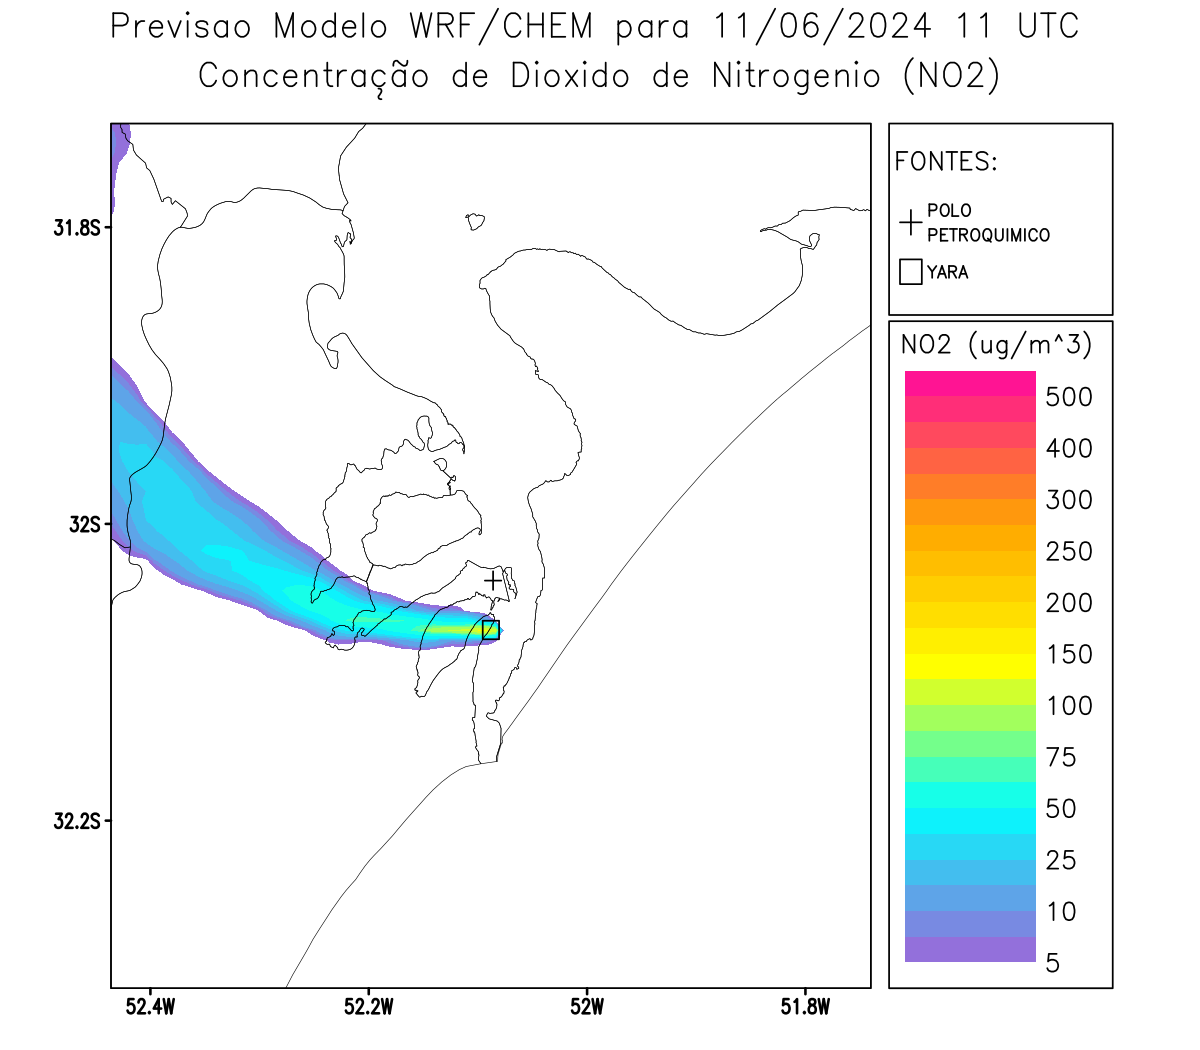 Previsao Modelo WRF/CHEM para 11/06/2024 11 UTC
Concentração de Dioxido de Nitrogenio (NO2)
FONTES:
POLO
PETROQUIMICO
YARA
31.8S
32S
32.2S
52.4W
52.2W
52W
51.8W
NO2 (ug/m^3)
500
400
300
250
200
150
100
75
50
25
10
5